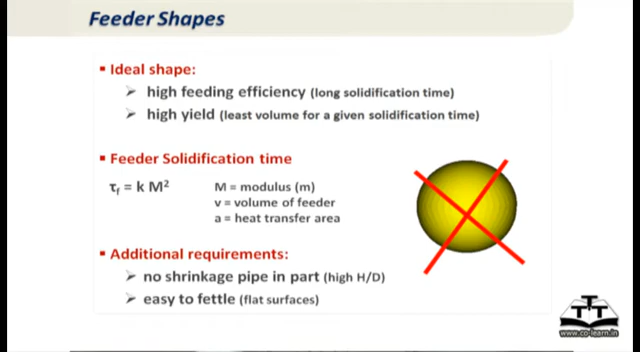 Feeder Shapes
▪ Ideal shape:
➢ high feeding efficiency (long solidification time)
➢ high yield (least volume for a given solidification time)
▪ Feeder Solidification time
τf = k M² M = modulus (m)
v = volume of feeder
a = heat transfer area
▪ Additional requirements:
➢ no shrinkage pipe in part (high H/D)
➢ easy to fettle (flat surfaces)
TTT
www.co-learn.in